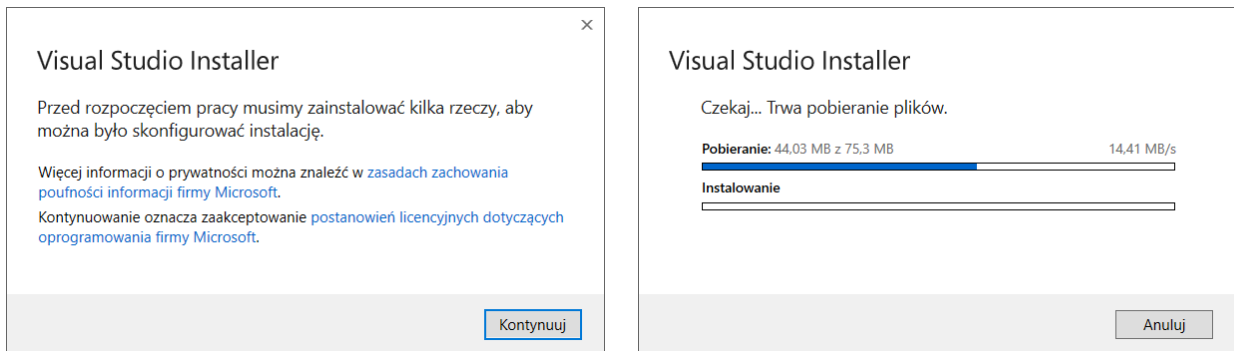 Visual Studio Installer
Przed rozpoczęciem pracy musimy zainstalować kilka rzeczy, aby
można było skonfigurować instalację.
Więcej informacji o prywatności można znaleźć w zasadach zachowania
poufności informacji firmy Microsoft.
Kontynuowanie oznacza zaakceptowanie postanowień licencyjnych dotyczących
oprogramowania firmy Microsoft.
Kontynuuj
Visual Studio Installer
Czekaj... Trwa pobieranie plików.
Pobieranie: 44,03 MB z 75,3 MB 14,41 MB/s
Instalowanie
Anuluj